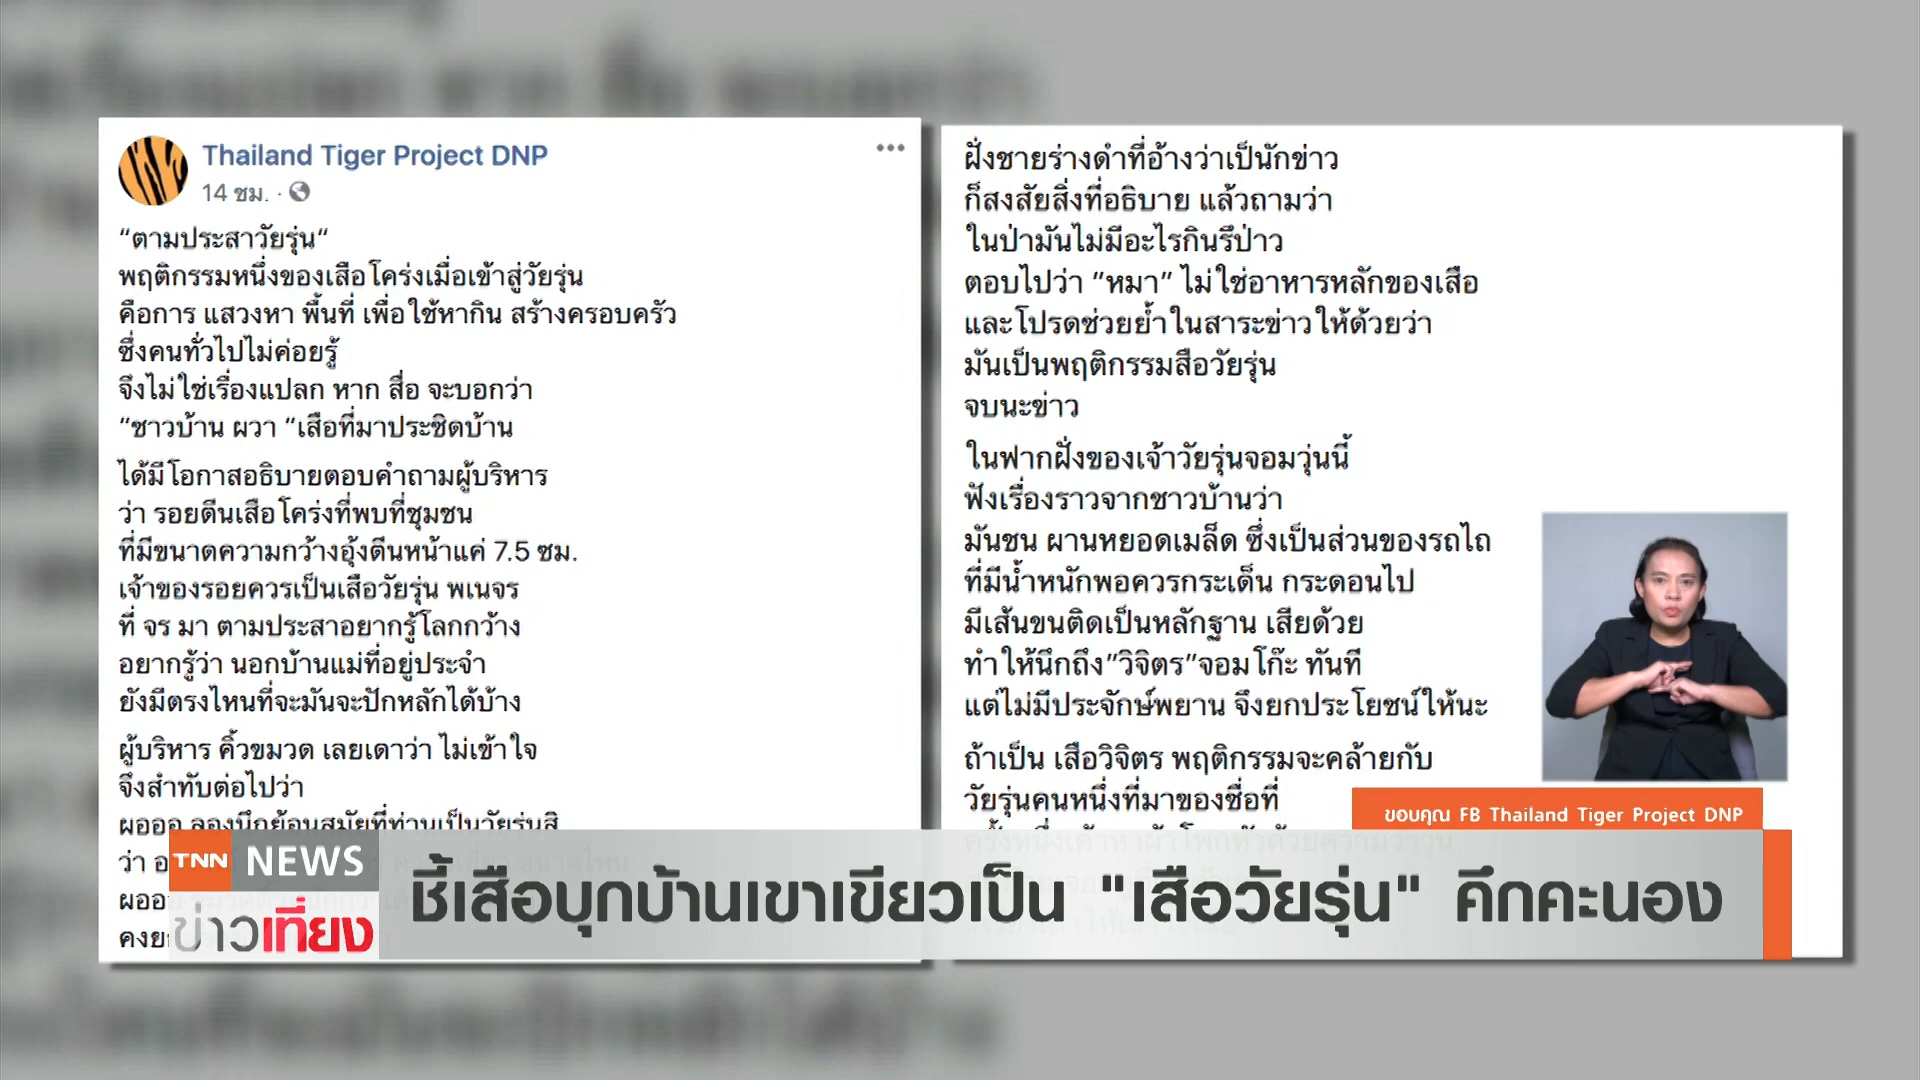 Thailand Tiger Project DNP
14 ชม. ·
“ตามประสาวัยรุ่น“
พฤติกรรมหนึ่งของเสือโคร่งเมื่อเข้าสู่วัยรุ่น
คือการ แสวงหา พื้นที่ เพื่อใช้หากิน สร้างครอบครัว
ซึ่งคนทั่วไปไม่ค่อยรู้
จึงไม่ใช่เรื่องแปลก หาก สื่อ จะบอกว่า
“ชาวบ้าน ผวา “เสือที่มาประชิตบ้าน
ได้มีโอกาสอธิบายตอบคำถามผู้บริหาร
ว่า รอยตีนเสือโคร่งที่พบที่ชุมชน
ที่มีขนาดความกว้างอุ้งตีนหน้าแค่ 7.5 ซม.
เจ้าของรอยควรเป็นเสือวัยรุ่น พเนจร
ที่ จร มา ตามประสาอยากรู้โลกกว้าง
อยากรู้ว่า นอกบ้านแม่ที่อยู่ประจำ
ยังมีตรงไหนที่จะมันจะปักหลักได้บ้าง
ผู้บริหาร คิ้วขมวด เลยเดาว่า ไม่เข้าใจ
จึงสำทับต่อไปว่า
ผอออ ลองนึกย้อนสมัยที่ท่านเป็นวัยรุ่นสิ
ว่า
ผออ
ฝั่งชายร่างดำที่อ้างว่าเป็นักข่าว
ก็สงสัยสิ่งที่อธิบาย แล้วถามว่า
ในป่ามันไม่มีอะไรกินรึป่าว
ตอบไปว่า “หมา” ไม่ใช่อาหารหลักของเสือ
และโปรดช่วยย้ำในสาระข่าวให้ด้วยว่า
มันเป็นพฤติกรรมสือวัยรุ่น
จบนะข่าว
ในฟากฝั่งของเจ้าวัยรุ่นจอมวุ่นนี้
ฟังเรื่องราวจากชาวบ้านว่า
มันชน ผานหยอดเมล็ด ซึ่งเป็นส่วนของรถไถ
ที่มีน้ำหนักพอควรกระเด็น กระดอนไป
มีเส้นขนติดเป็นหลักฐาน เสียด้วย
ทำให้นึกถึง”วิจิตร”จอมโก๊ะ ทันที
แต่ไม่มีประจักษ์พยาน จึงยกประโยชน์ให้นะ
ถ้าเป็น เสือวิจิตร พฤติกรรมจะคล้ายกับ
วัยรุ่นคนหนึ่งที่มาของชื่อที่
ขอบคุณ FB Thailand Tiger Project DNP
TNN NEWS
ข่าวเที่ยง
ชี้เสือบุกบ้านเขาเขียวเป็น "เสือวัยรุ่น" คึกคะนอง